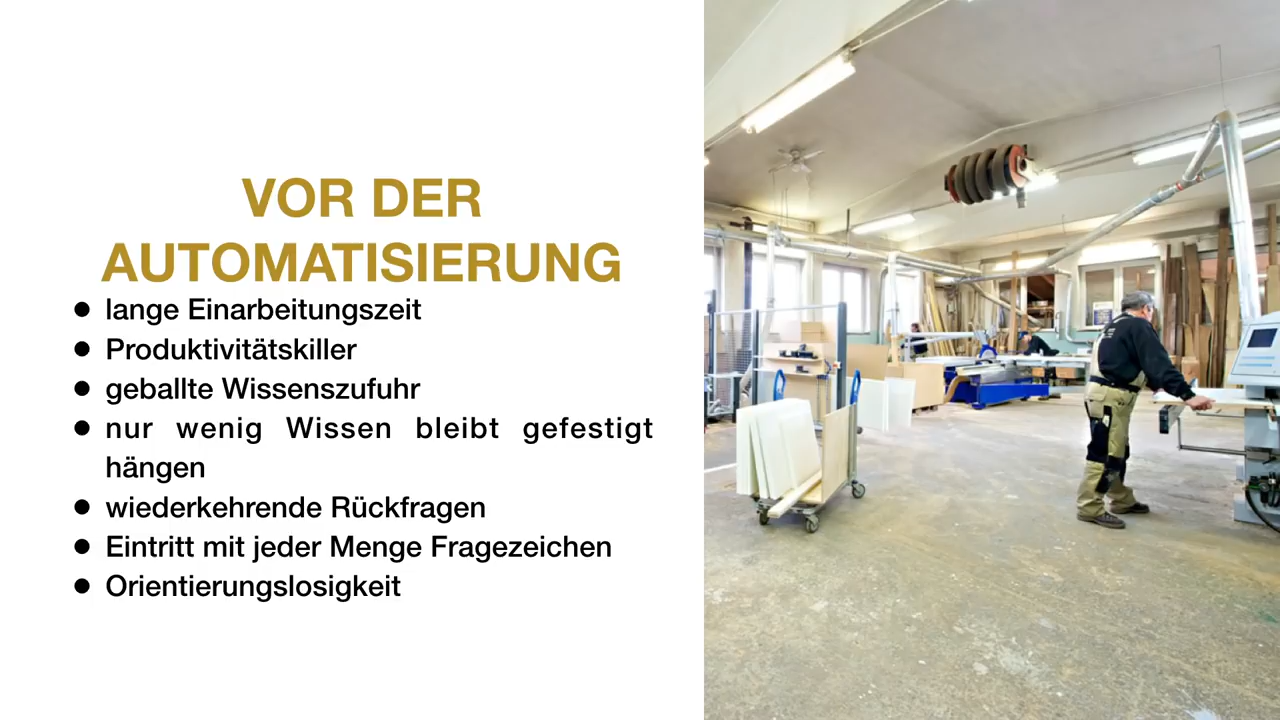 VOR DER
AUTOMATISIERUNG
● lange Einarbeitungszeit
● Produktivitätskiller
● geballte Wissenszufuhr
● nur wenig Wissen bleibt gefestigt
hängen
● wiederkehrende Rückfragen
● Eintritt mit jeder Menge Fragezeichen
● Orientierungslosigkeit